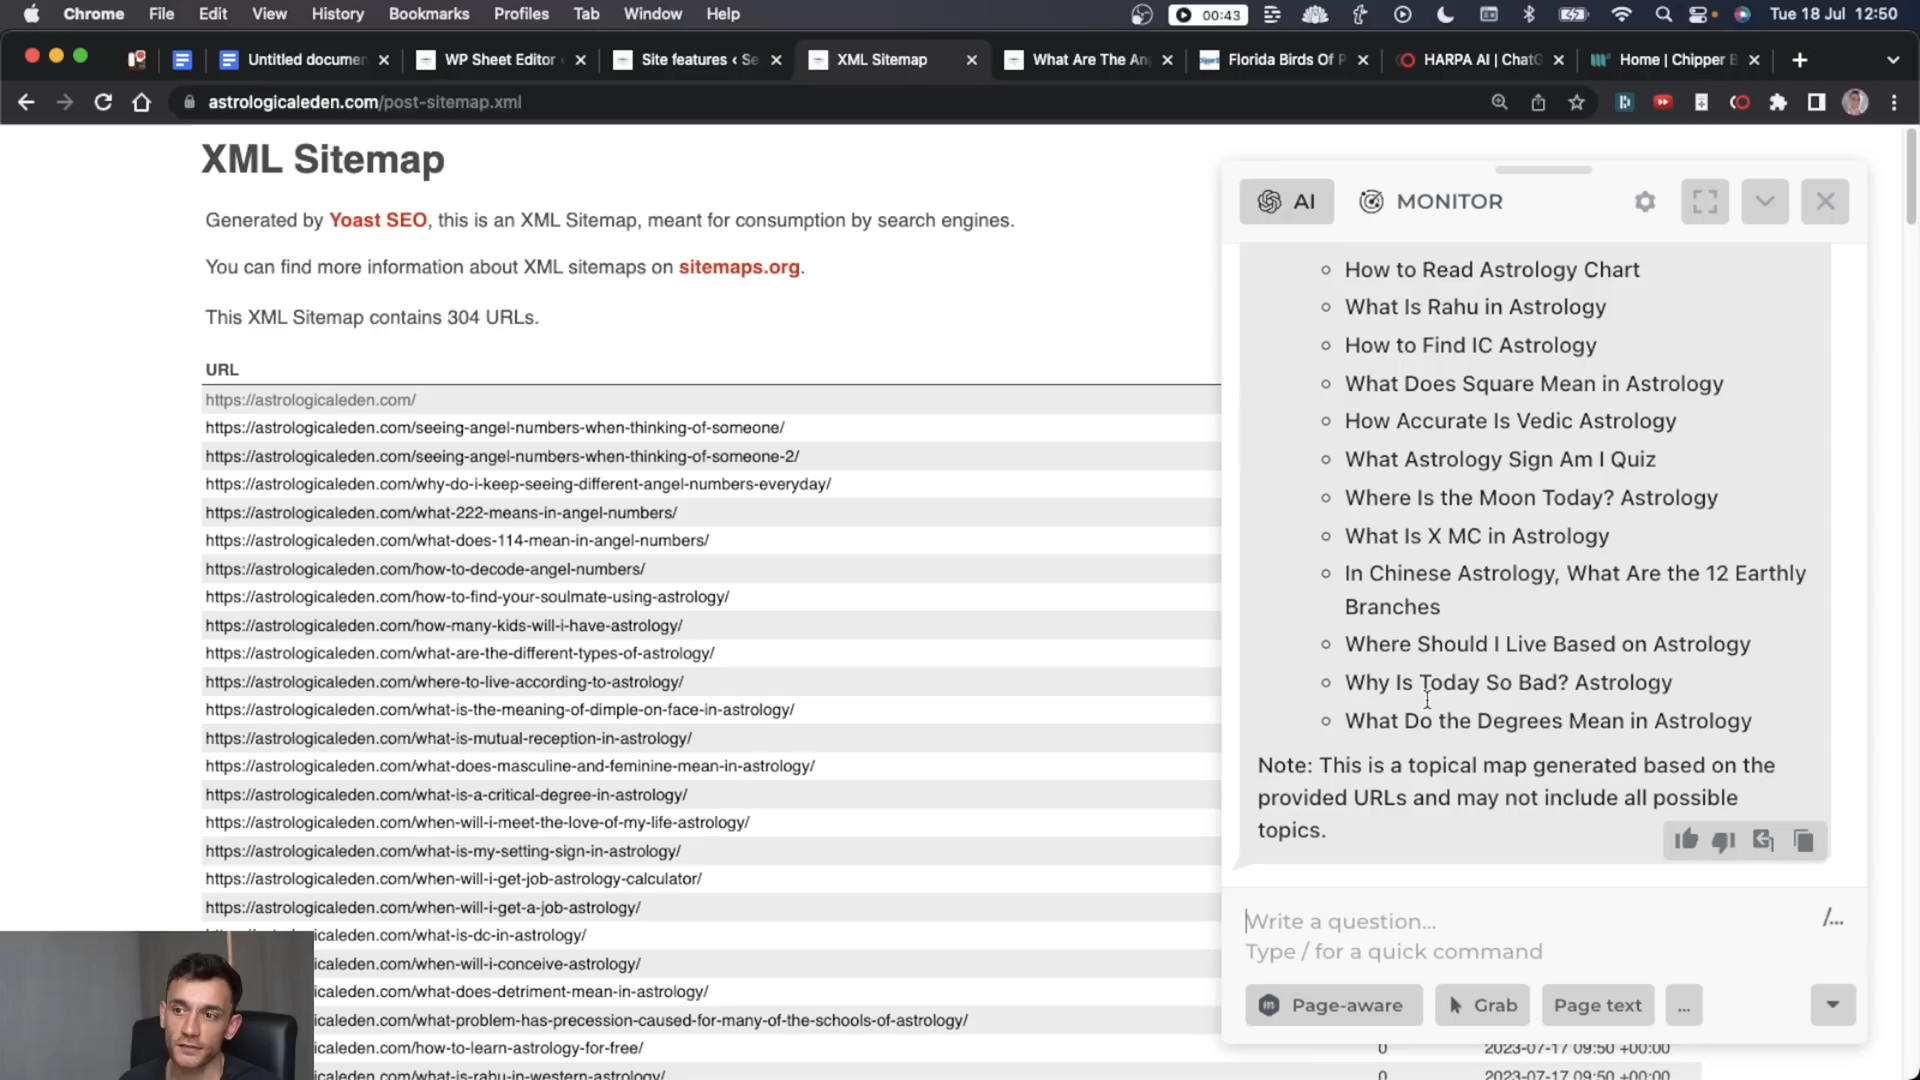 Chrome File Edit View History Bookmarks Profiles Tab Window Help 00:43 Tue 18 Jul 12:50
Untitled documen WP Sheet Editor Site features ‹ Se XML Sitemap What Are The An Florida Birds Of P HARPA AI | ChatG Home | Chipper B
astrologicaleden.com/post-sitemap.xml
XML Sitemap
Generated by Yoast SEO, this is an XML Sitemap, meant for consumption by search engines.
You can find more information about XML sitemaps on sitemaps.org.
This XML Sitemap contains 304 URLs.
URL
https://astrologicaleden.com/
https://astrologicaleden.com/seeing-angel-numbers-when-thinking-of-someone/
https://astrologicaleden.com/seeing-angel-numbers-when-thinking-of-someone-2/
https://astrologicaleden.com/why-do-i-keep-seeing-different-angel-numbers-everyday/
https://astrologicaleden.com/what-222-means-in-angel-numbers/
https://astrologicaleden.com/what-does-114-mean-in-angel-numbers/
https://astrologicaleden.com/how-to-decode-angel-numbers/
https://astrologicaleden.com/how-to-find-your-soulmate-using-astrology/
https://astrologicaleden.com/how-many-kids-will-i-have-astrology/
https://astrologicaleden.com/what-are-the-different-types-of-astrology/
https://astrologicaleden.com/where-to-live-according-to-astrology/
https://astrologicaleden.com/what-is-the-meaning-of-dimple-on-face-in-astrology/
https://astrologicaleden.com/what-is-mutual-reception-in-astrology/
https://astrologicaleden.com/what-does-masculine-and-feminine-mean-in-astrology/
https://astrologicaleden.com/what-is-a-critical-degree-in-astrology/
https://astrologicaleden.com/when-will-i-meet-the-love-of-my-life-astrology/
https://astrologicaleden.com/what-is-my-setting-sign-in-astrology/
https://astrologicaleden.com/when-will-i-get-job-astrology-calculator/
https://astrologicaleden.com/when-will-i-get-a-job-astrology/
icaleden.com/what-is-dc-in-astrology/
icaleden.com/when-will-i-conceive-astrology/
icaleden.com/what-does-detriment-mean-in-astrology/
icaleden.com/what-problem-has-precession-caused-for-many-of-the-schools-of-astrology/
icaleden.com/how-to-learn-astrology-for-free/ 0 2023-07-17 09:50 +00:00
icaleden.com/what-is-rahu-in-western-astrology/
AI MONITOR
How to Read Astrology Chart
What Is Rahu in Astrology
How to Find IC Astrology
What Does Square Mean in Astrology
How Accurate Is Vedic Astrology
What Astrology Sign Am I Quiz
Where Is the Moon Today? Astrology
What Is X MC in Astrology
In Chinese Astrology, What Are the 12 Earthly
Branches
Where Should I Live Based on Astrology
Why Is Today So Bad? Astrology
What Do the Degrees Mean in Astrology
Note: This is a topical map generated based on the
provided URLs and may not include all possible
topics.
Write a question...
/...
Type / for a quick command
Page-aware Grab Page text ...